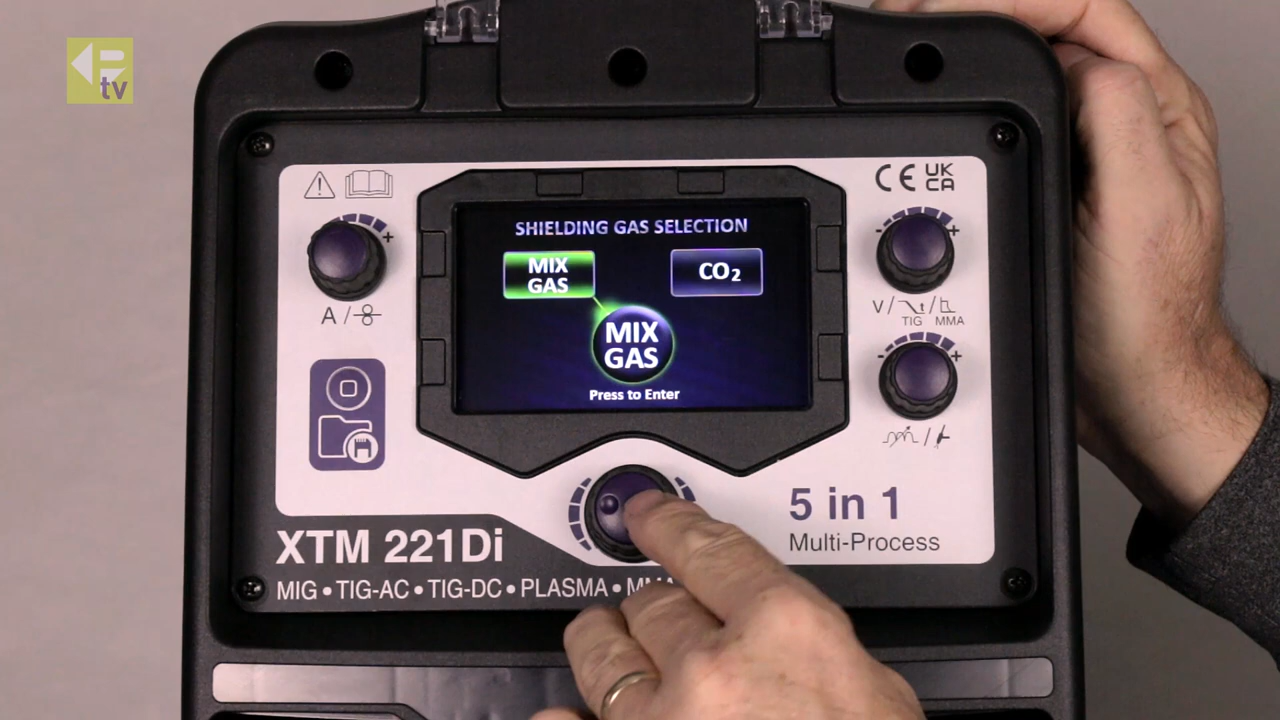 tv
SHIELDING GAS SELECTION
MIX
GAS
CO₂
MIX
GAS
Press to Enter
A /
+
- +
V / t /
TIG MMA
- +
CE UK
CA
XTM 221Di
MIG • TIG-AC • TIG-DC • PLASMA •
5 in 1
Multi-Process